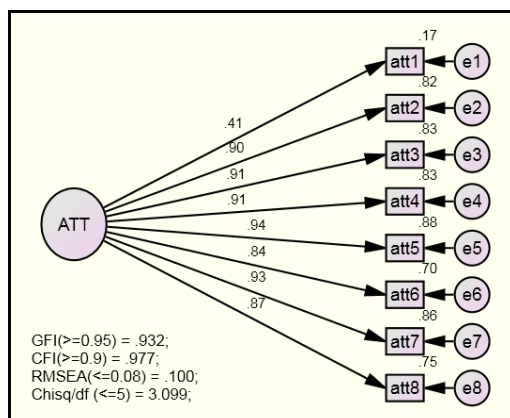 .17
att1 e1
.82
.41 att2 e2
.83
.90 att3 e3
.83
.91
ATT .91 att4 e4
.88
.94 att5 e5
.70
.84 att6 e6
.86
.93 att7 e7
.75
.87 att8 e8
GFI(>=0.95) = .932;
CFI(>=0.9) = .977;
RMSEA(<=0.08) = .100;
Chisq/df (<=5) = 3.099;